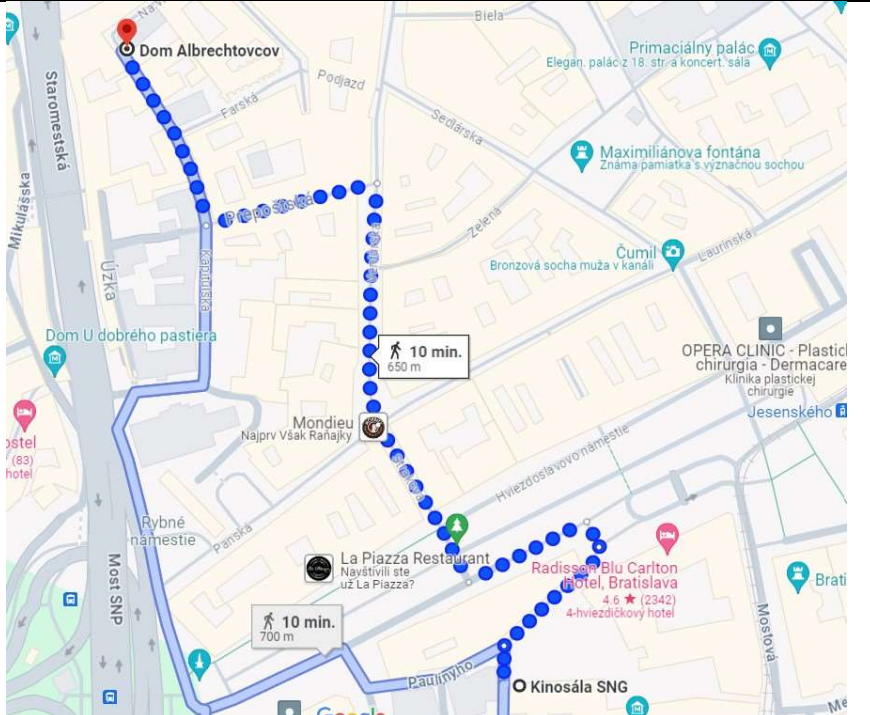 Biela
Dom Albrechtovcov
Primaciálny palác
Elegan. palác z 18. str. a koncert. sála
Podjazd
Staromestská
Farská
Sedlárska
Maximiliánova fontána
Známa pamiatka s význačnou sochou
Mikulášska
Prepoštská
Zelená
Laurinská
Čumil
Bronzová socha muža v kanáli
Úzka
Kapitulská
Dom U dobrého pastiera
10 min.
650 m
OPERA CLINIC - Plastick
chirurgia - Dermacare
Klinika plastickej
chirurgie
Jesenského
Mondieu
Najprv Však Raňajky
ostel
(83)
hotel
Hviezdoslavovo námestie
Rybné
námestie
Panská
Most SNP
La Piazza Restaurant
Navštívili ste
už La Piazza?
Radisson Blu Carlton
Hotel, Bratislava
4.6 ★ (2342)
4-hviezdičkový hotel
Brati
Mostová
10 min.
700 m
Paulínyho
Kinosála SNG
Google
Me